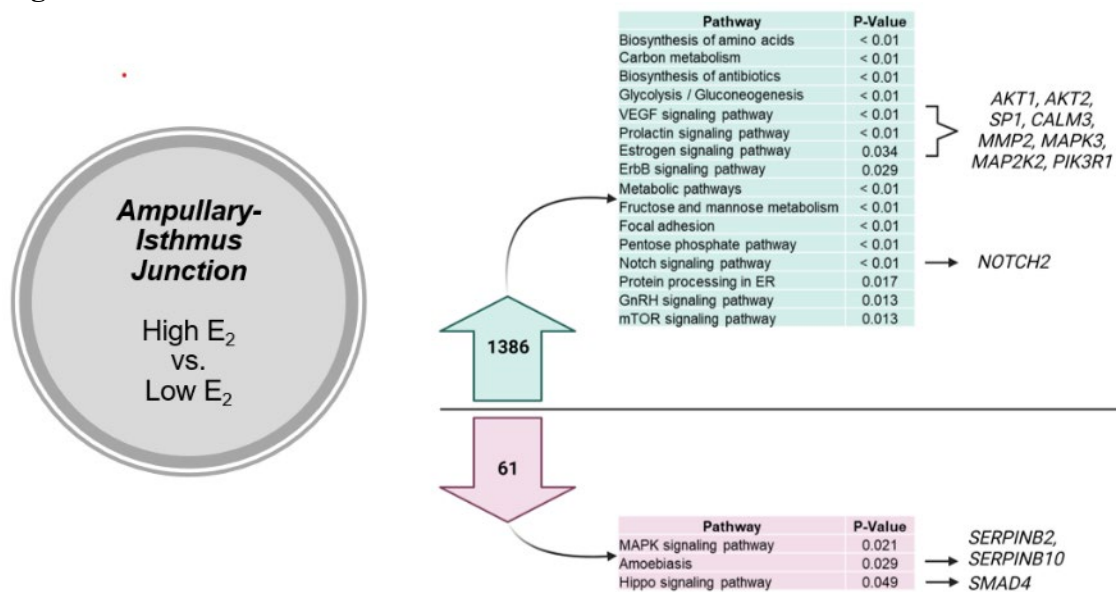 Ampullary-
Isthmus
Junction
High E₂
vs.
Low E₂
1386
Pathway P-Value
Biosynthesis of amino acids < 0.01
Carbon metabolism < 0.01
Biosynthesis of antibiotics < 0.01
Glycolysis / Gluconeogenesis < 0.01
VEGF signaling pathway < 0.01
Prolactin signaling pathway < 0.01
Estrogen signaling pathway 0.034
ErbB signaling pathway 0.029
Metabolic pathways < 0.01
Fructose and mannose metabolism < 0.01
Focal adhesion < 0.01
Pentose phosphate pathway < 0.01
Notch signaling pathway < 0.01
Protein processing in ER 0.017
GnRH signaling pathway 0.013
mTOR signaling pathway 0.013
AKT1, AKT2,
SP1, CALM3,
MMP2, MAPK3,
MAP2K2, PIK3R1
NOTCH2
61
Pathway P-Value
MAPK signaling pathway 0.021
Amoebiasis 0.029
Hippo signaling pathway 0.049
SERPINB2,
SERPINB10
SMAD4